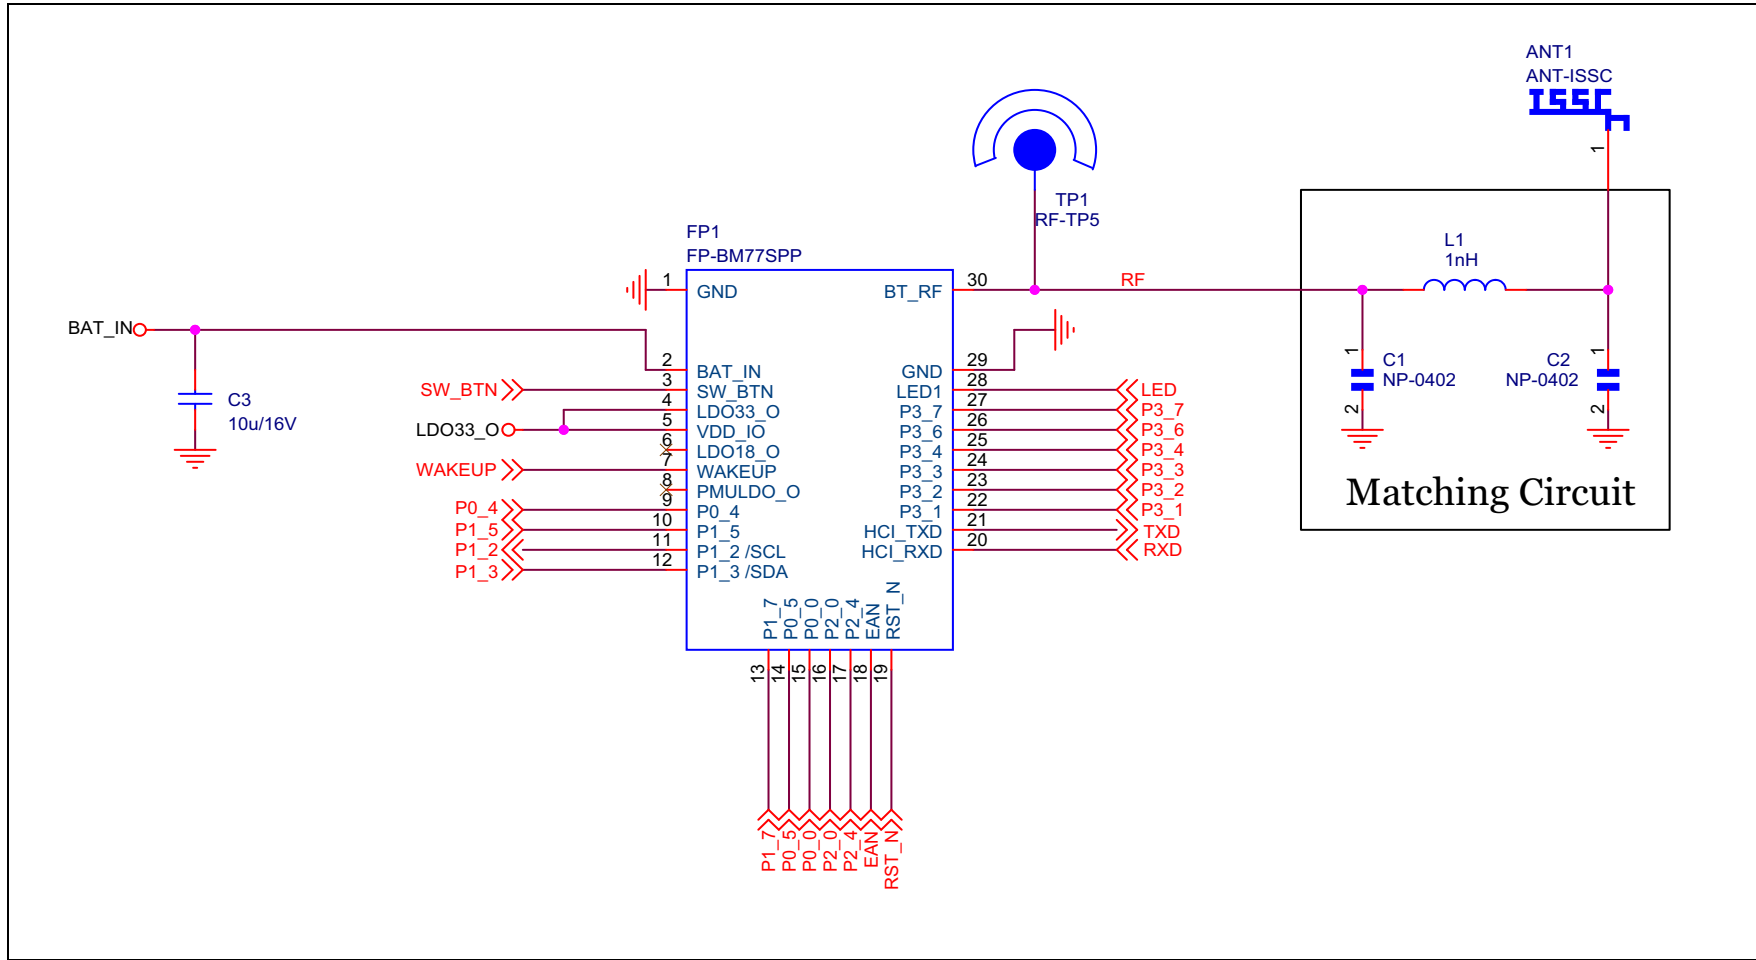 ANT1
ANT-ISSC
TP1
RF-TP5
FP1
FP-BM77SPP
L1
1nH
1
GND
BT_RF
30
RF
BAT_IN
C3
10u/16V
2
BAT_IN
3
SW_BTN
SW_BTN
4
LDO33_O
5
VDD_IO
LDO33_O
6
LDO18_O
7
WAKEUP
WAKEUP
8
PMULDO_O
9
P0_4
P0_4
10
P1_5
P1_5
11
P1_2 /SCL
P1_2
12
P1_3 /SDA
P1_3
29
GND
28
LED1
LED
27
P3_7
P3_7
26
P3_6
P3_6
25
P3_4
P3_4
24
P3_3
P3_3
23
P3_2
P3_2
22
P3_1
P3_1
21
HCI_TXD
TXD
20
HCI_RXD
RXD
P1_7
P0_5
P0_0
P2_0
P2_4
EAN
RST_N
13
14
15
16
17
18
19
P1_7
P0_5
P0_0
P2_0
P2_4
EAN
RST_N
1
1
C1
NP-0402
2
1
C2
NP-0402
2
Matching Circuit